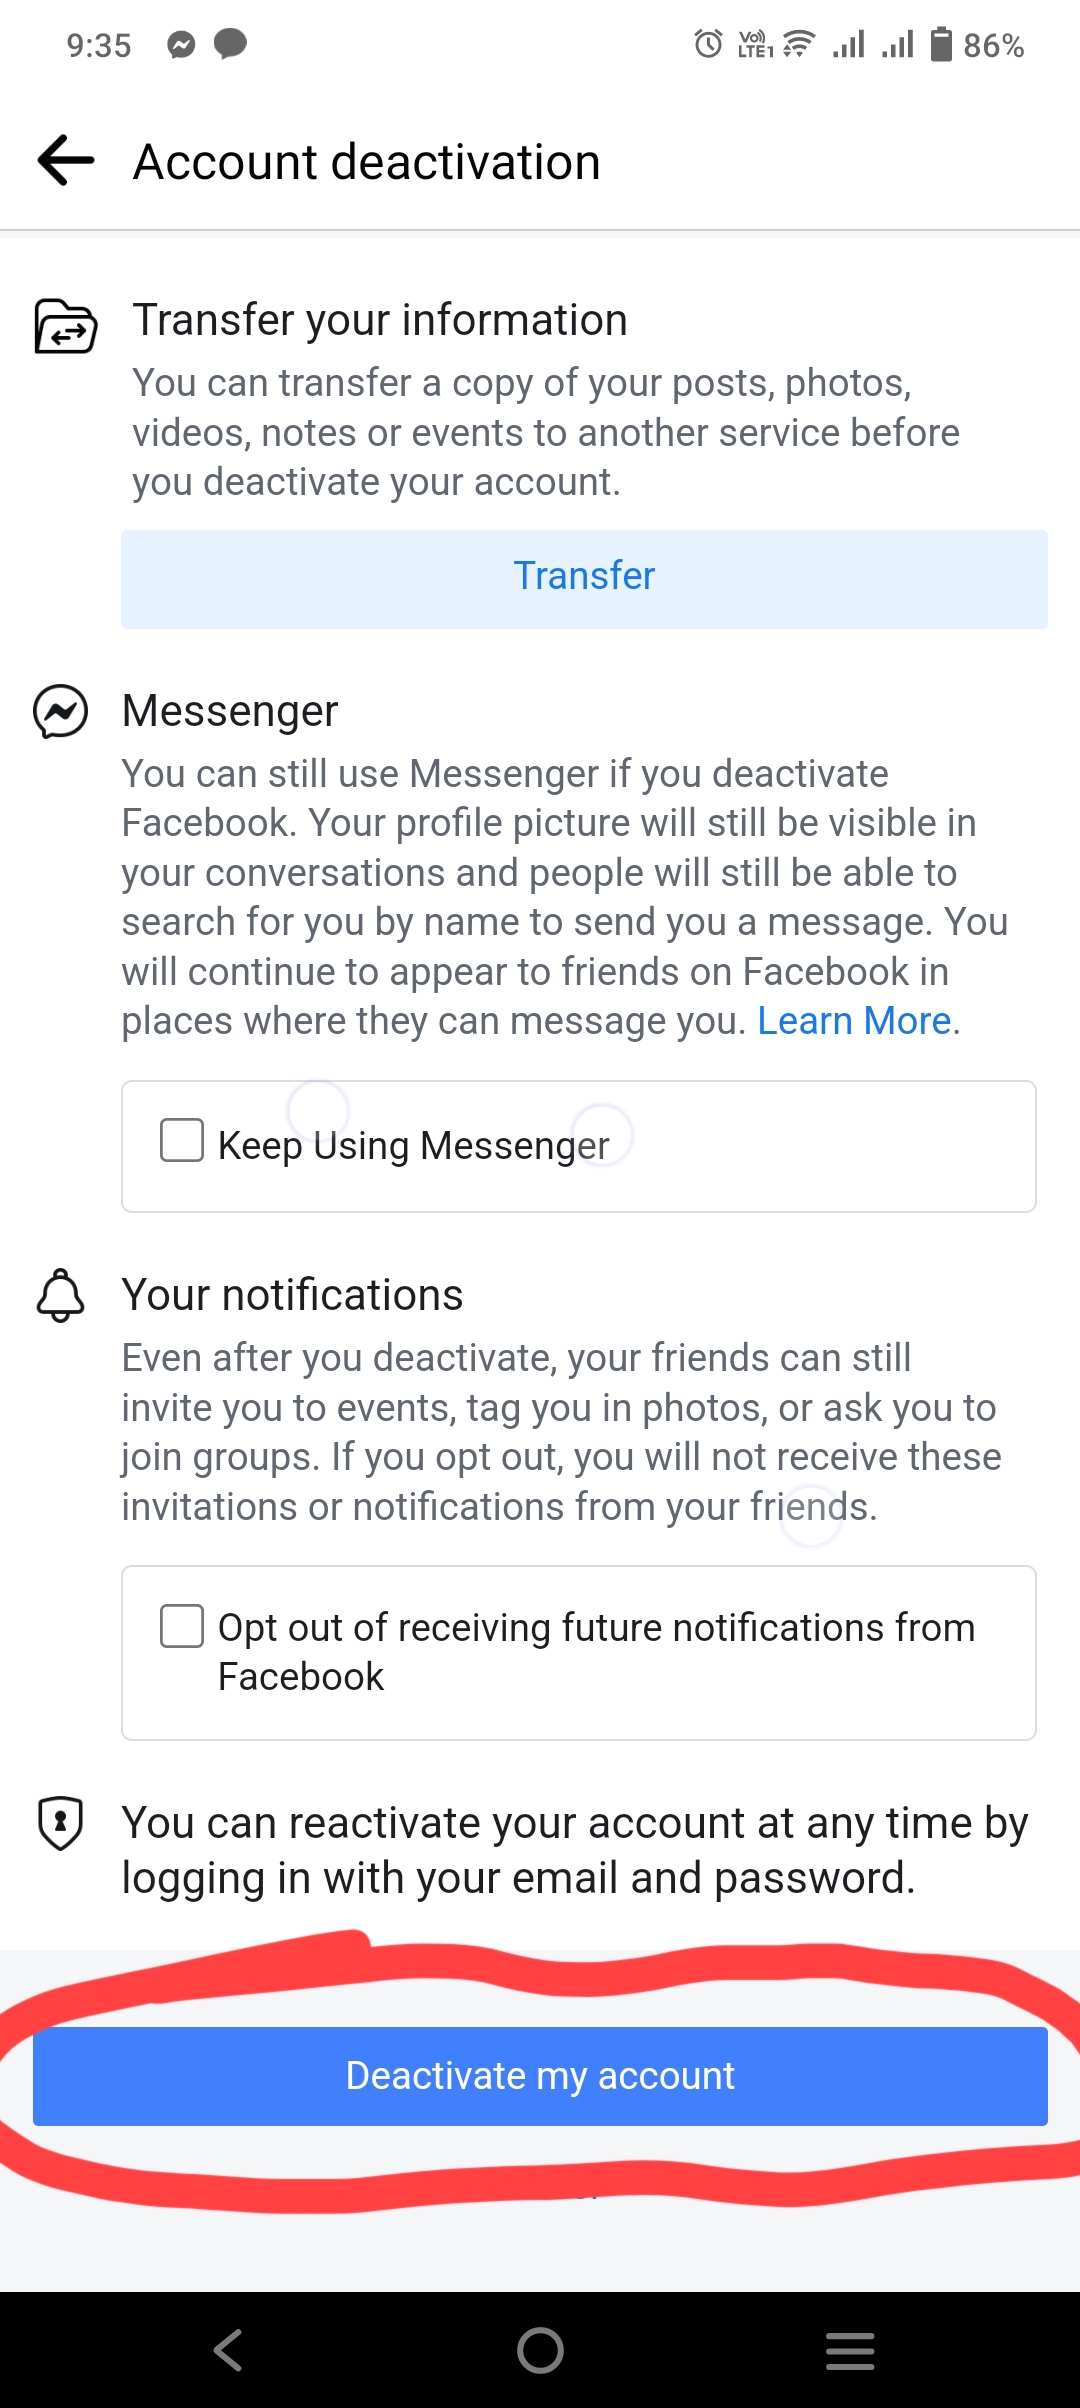 9:35
Vo)) LTE1
86%
Account deactivation
Transfer your information
You can transfer a copy of your posts, photos,
videos, notes or events to another service before
you deactivate your account.
Transfer
Messenger
You can still use Messenger if you deactivate
Facebook. Your profile picture will still be visible in
your conversations and people will still be able to
search for you by name to send you a message. You
will continue to appear to friends on Facebook in
places where they can message you. Learn More.
Keep Using Messenger
Your notifications
Even after you deactivate, your friends can still
invite you to events, tag you in photos, or ask you to
join groups. If you opt out, you will not receive these
invitations or notifications from your friends.
Opt out of receiving future notifications from
Facebook
You can reactivate your account at any time by
logging in with your email and password.
Deactivate my account